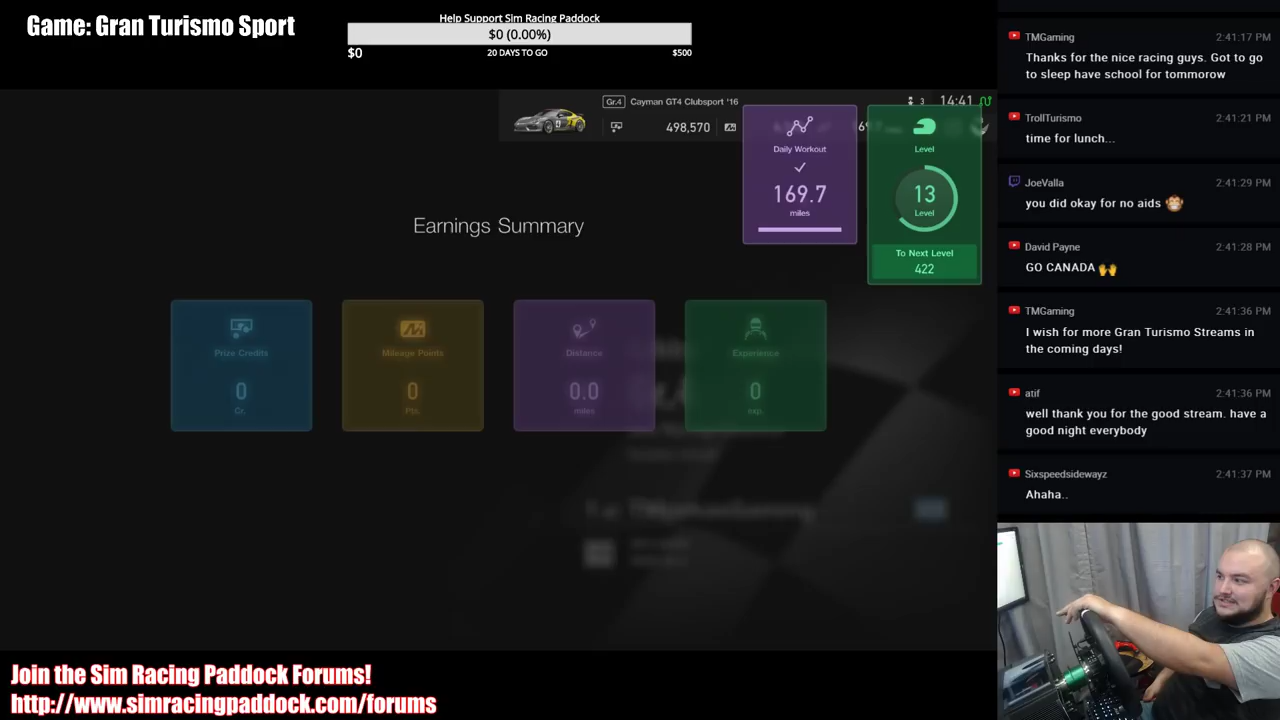 Game: Gran Turismo Sport
Help Support Sim Racing Paddock
$0 (0.00%)
$0
20 DAYS TO GO
$500
Gr.4 Cayman GT4 Clubsport '16
3
14:41
498,570
Daily Workout
169.7
miles
Level
13
Level
To Next Level
422
Earnings Summary
Prize Credits
0
Cr.
Mileage Points
0
Pts.
Distance
0.0
miles
Experience
0
exp.
TMGaming 2:41:17 PM
Thanks for the nice racing guys. Got to go
to sleep have school for tommorow
TrollTurismo 2:41:21 PM
time for lunch...
JoeValla 2:41:29 PM
you did okay for no aids
David Payne 2:41:28 PM
GO CANADA
TMGaming 2:41:36 PM
I wish for more Gran Turismo Streams in
the coming days!
atif 2:41:36 PM
well thank you for the good stream. have a
good night everybody
Sixspeedsidewayz 2:41:37 PM
Ahaha..
Join the Sim Racing Paddock Forums!
http://www.simracingpaddock.com/forums